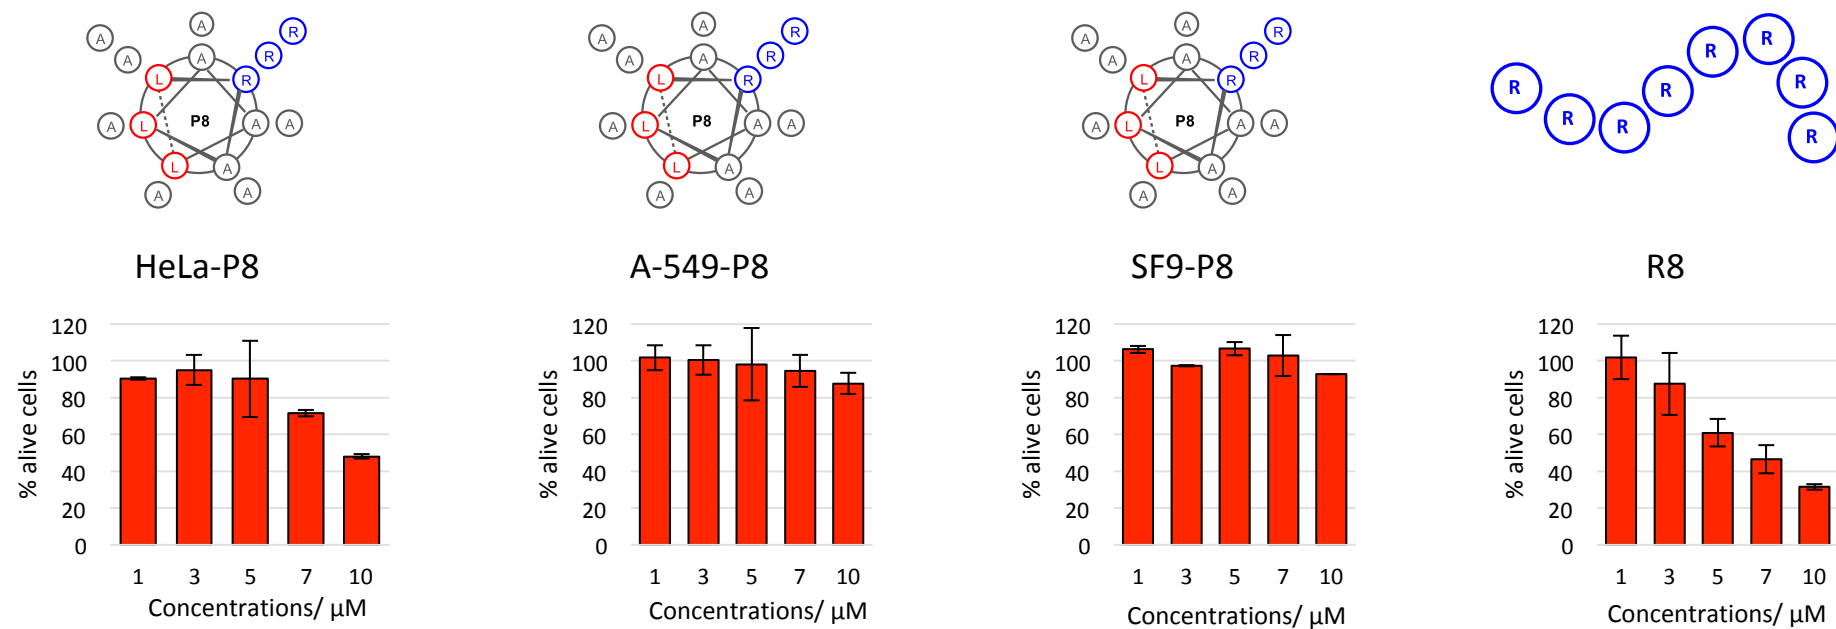 A A R
A A A R R
L R
A L P8 A A
L A
A A
A A R
A A A R R
L R
A L P8 A A
L A
A A
A A R
A A A R R
L R
A L P8 A A
L A
A A
R R R R R R R R
HeLa-P8
A-549-P8
SF9-P8
R8
% alive cells
120
100
80
60
40
20
0
1 3 5 7 10
Concentrations/ μM
% alive cells
120
100
80
60
40
20
0
1 3 5 7 10
Concentrations/ μM
% alive cells
120
100
80
60
40
20
0
1 3 5 7 10
Concentrations/ μM
% alive cells
120
100
80
60
40
20
0
1 3 5 7 10
Concentrations/ μM